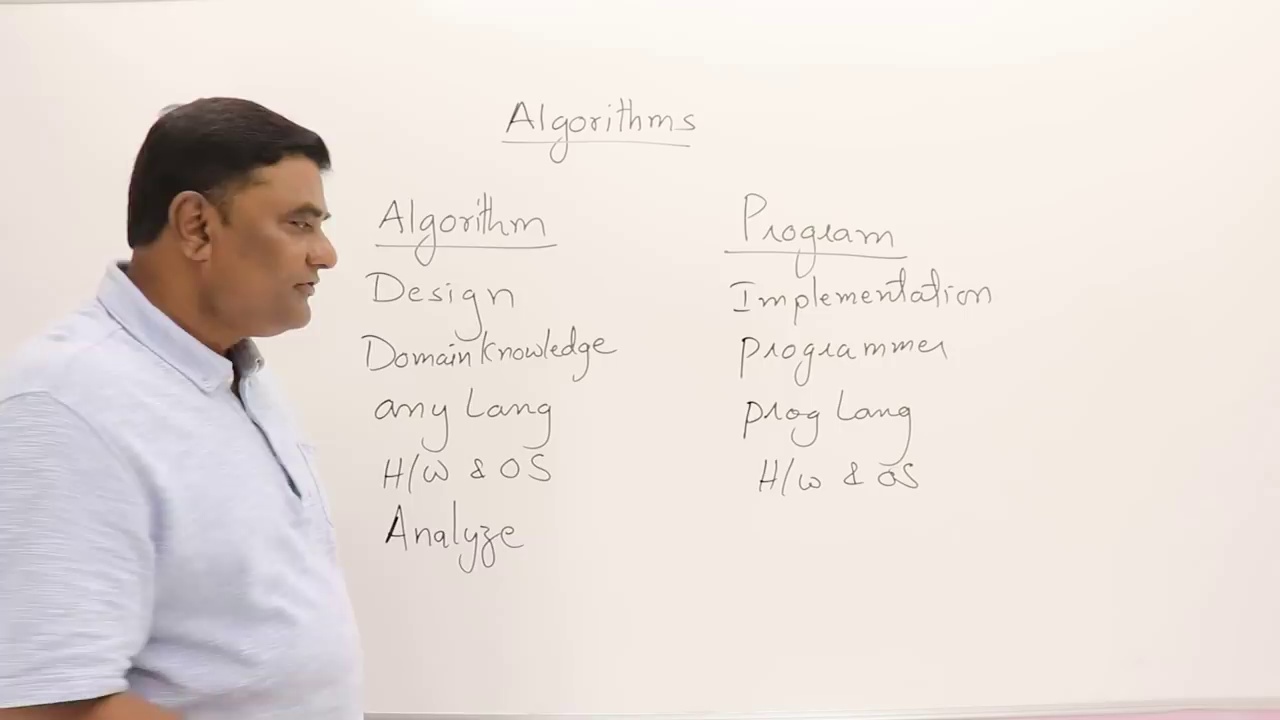 Algorithms
Algorithm
Design
Domain knowledge
any Lang
H/W & OS
Analyze
Program
Implementation
Programmer
prog Lang
H/W & OS